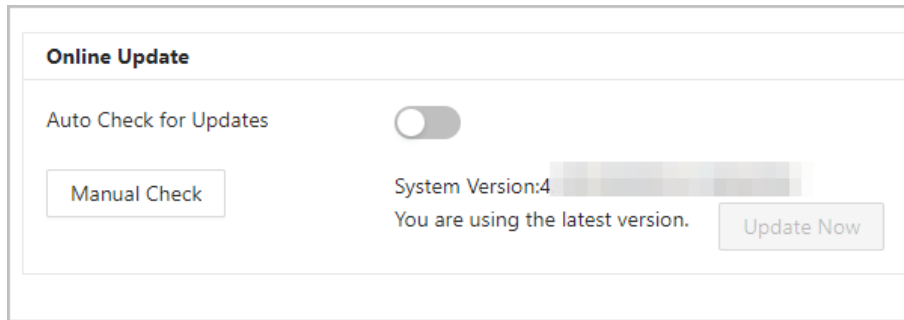 Online Update
Auto Check for Updates
Manual Check
System Version:4
You are using the latest version.
Update Now